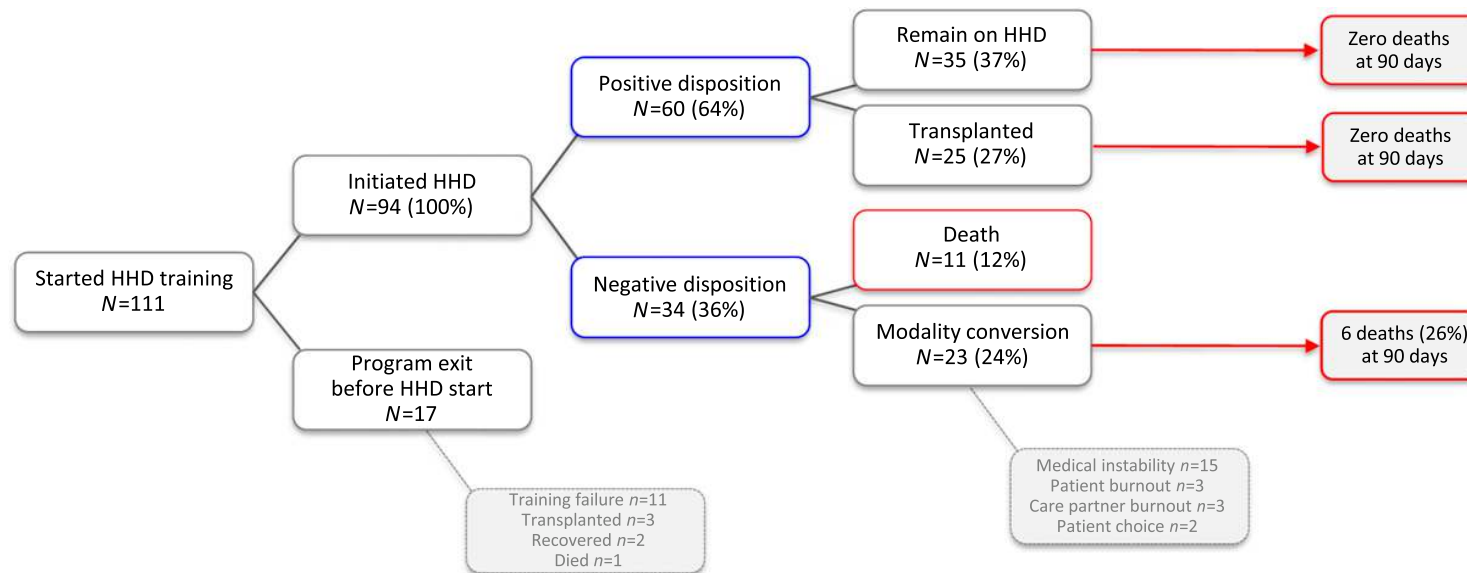 Started HHD training
N=111
Initiated HHD
N=94 (100%)
Program exit
before HHD start
N=17
Training failure n=11
Transplanted n=3
Recovered n=2
Died n=1
Positive disposition
N=60 (64%)
Negative disposition
N=34 (36%)
Remain on HHD
N=35 (37%)
Transplanted
N=25 (27%)
Death
N=11 (12%)
Modality conversion
N=23 (24%)
Medical instability n=15
Patient burnout n=3
Care partner burnout n=3
Patient choice n=2
Zero deaths
at 90 days
Zero deaths
at 90 days
6 deaths (26%)
at 90 days